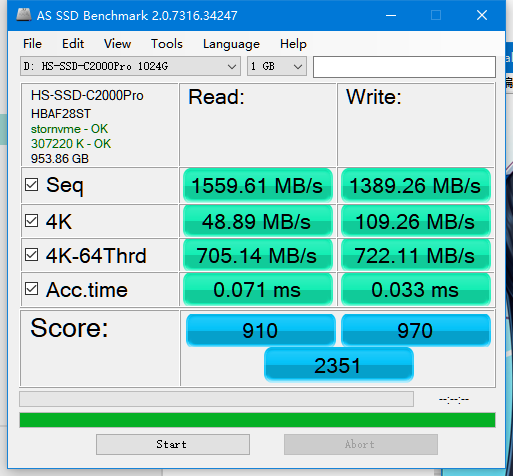 AS SSD Benchmark 2.0.7316.34247
File Edit View Tools Language Help
D: HS-SSD-C2000Pro 1024G 1 GB
HS-SSD-C2000Pro
HBAF28ST
stornvme - OK
307220 K - OK
953.86 GB
Read: Write:
Seq 1559.61 MB/s 1389.26 MB/s
4K 48.89 MB/s 109.26 MB/s
4K-64Thrd 705.14 MB/s 722.11 MB/s
Acc.time 0.071 ms 0.033 ms
Score: 910 970
2351
--:--:--
Start Abort